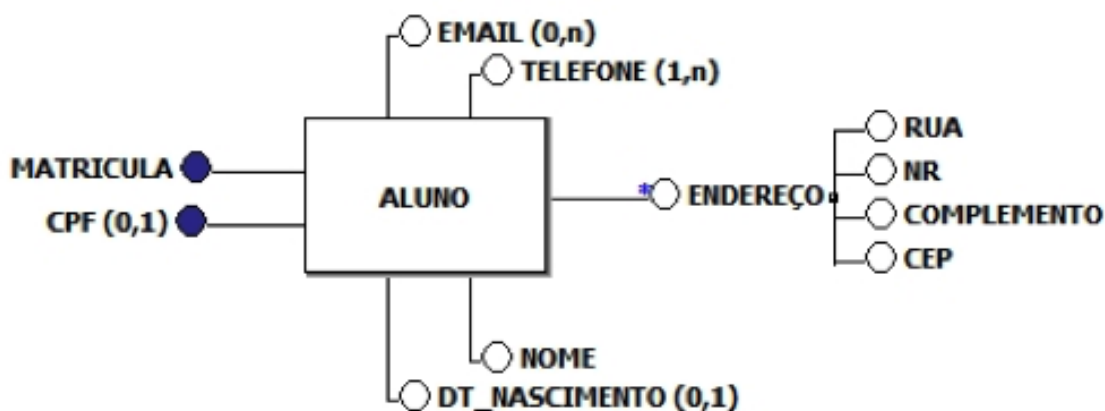 EMAIL (0,n)
TELEFONE (1,n)
MATRICULA
CPF (0,1)
ALUNO
* ENDEREÇO
RUA
NR
COMPLEMENTO
CEP
NOME
DT_NASCIMENTO (0,1)